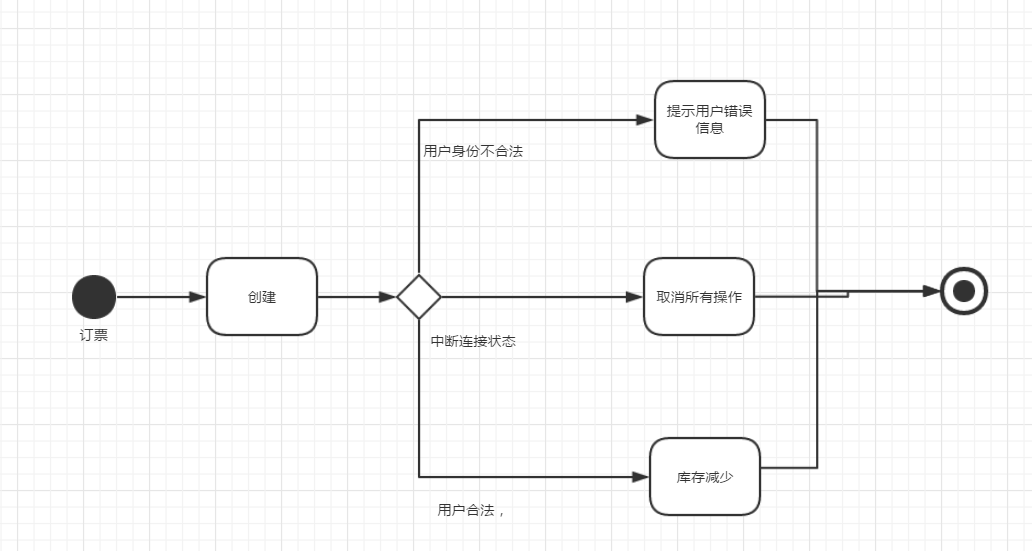 提示用户错误
信息
用户身份不合法
创建
取消所有操作
订票
中断连接状态
库存减少
用户合法，